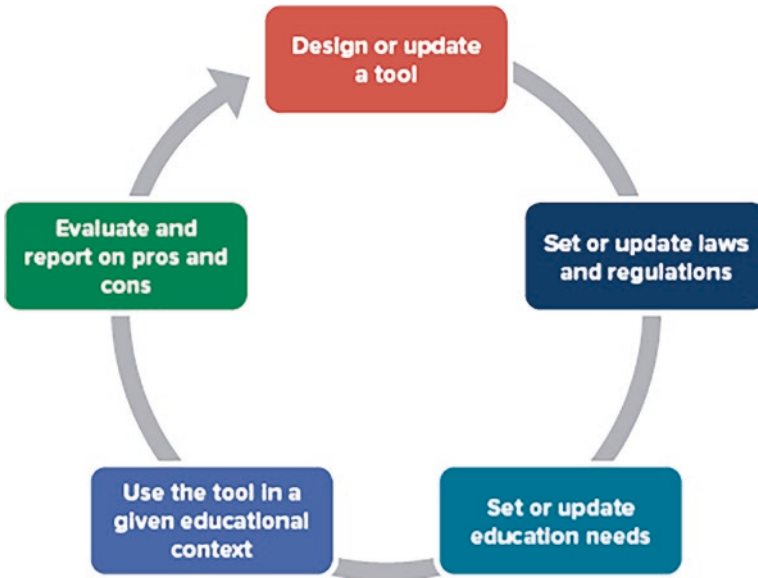 Design or update
a tool
Set or update laws
and regulations
Set or update
education needs
Use the tool in a
given educational
context
Evaluate and
report on pros and
cons